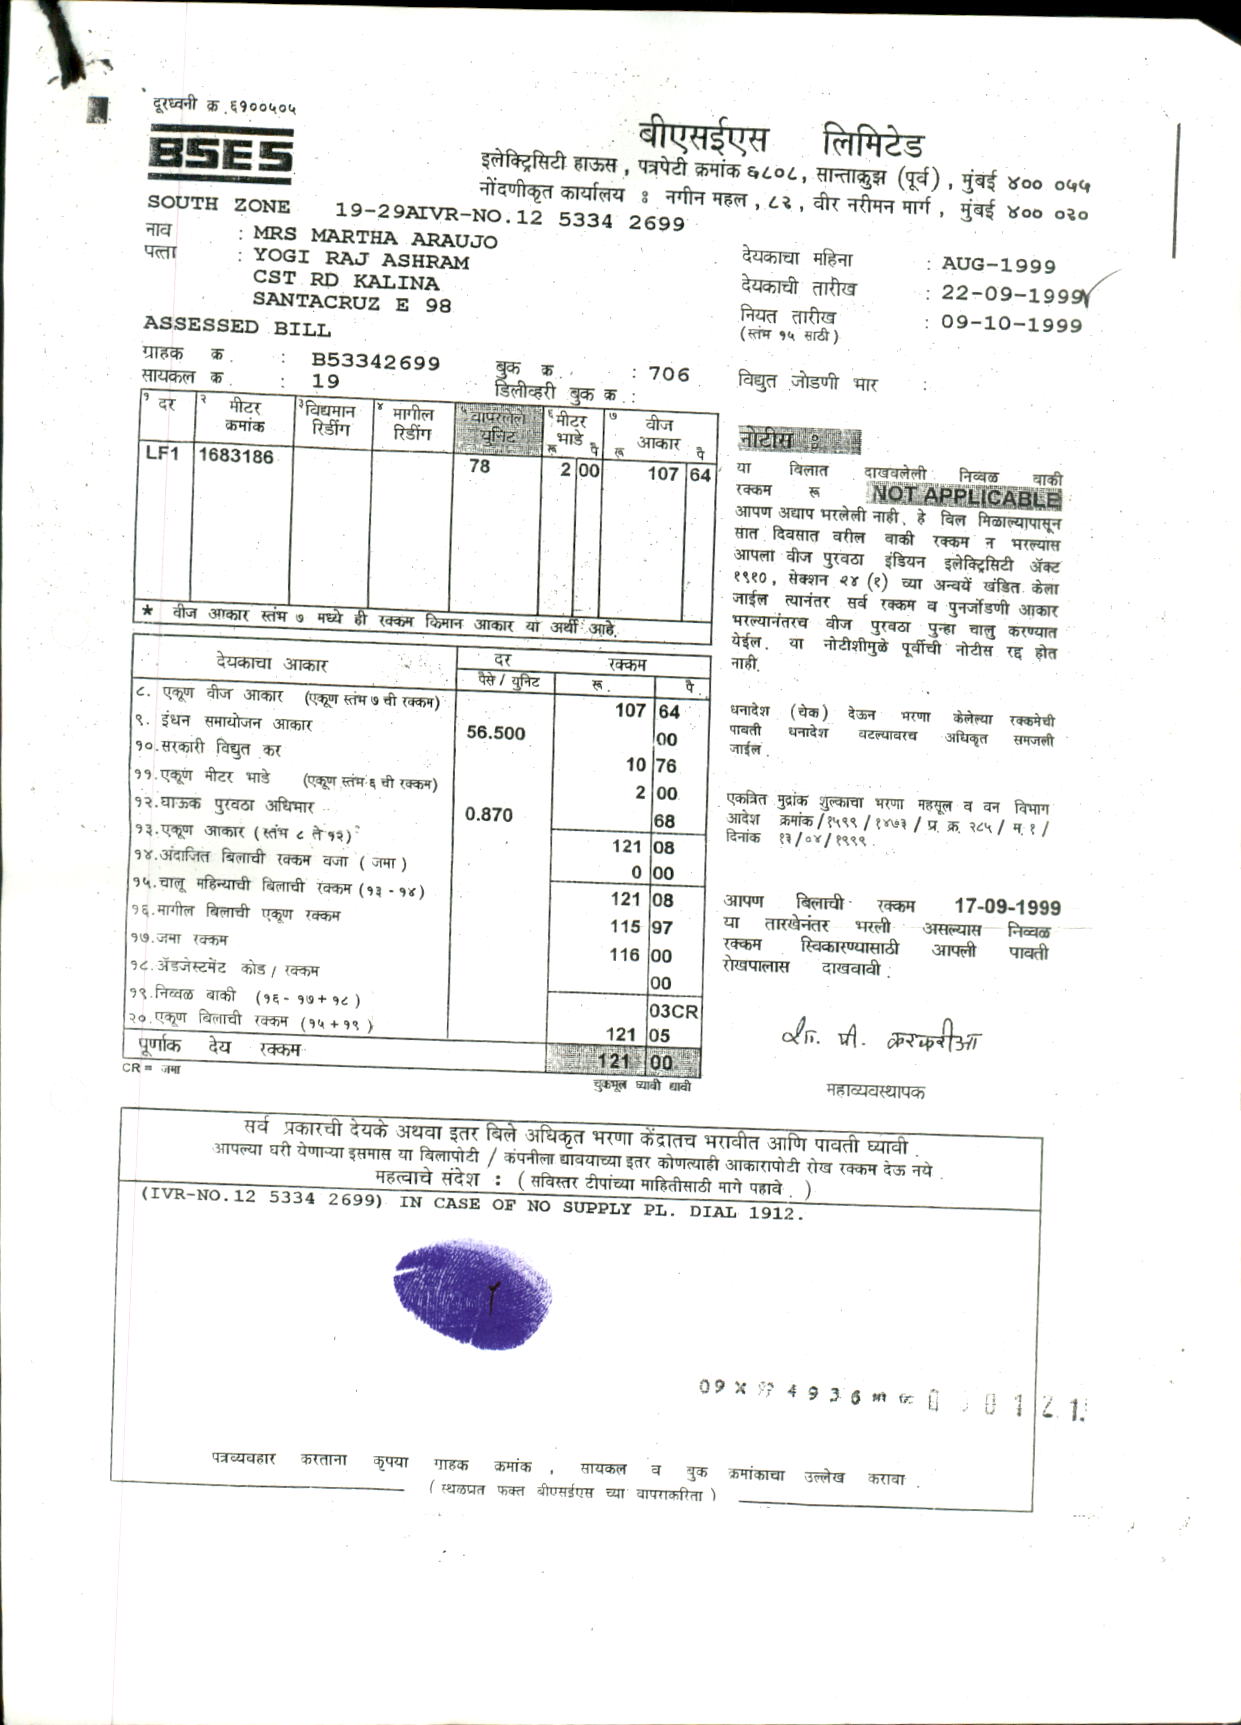 दूरध्वनी क्र .६१००५०५
BSES
बीएसईएस लिमिटेड
इलेक्ट्रिसिटी हाऊस , पत्रपेटी क्रमांक ६८०८, सान्ताक्रुझ (पूर्व) , मुंबई ४०० ०५५
नोंदणीकृत कार्यालय : नगीन महल , ८२ , वीर नरीमन मार्ग , मुंबई ४०० ०२०
SOUTH ZONE 19-29AIVR-NO.12 5334 2699
नाव : MRS MARTHA ARAUJO
पत्ता : YOGI RAJ ASHRAM
CST RD KALINA
SANTACRUZ E 98
देयकाचा महिना : AUG-1999
देयकाची तारीख : 22-09-1999
नियत तारीख : 09-10-1999
(स्तंभ १५ साठी)
ASSESSED BILL
ग्राहक क्र. : B53342699 बुक क्र. : 706
सायकल क्र : 19 डिलीव्हरी बुक क्र :
विद्युत जोडणी भार :
१ दर २ मीटर क्रमांक ३ विद्यमान रिडींग ४ मागील रिडींग ५ वापरलेले युनिट ६ मीटर भाडे रू पै ७ वीज आकार रू पै
LF1 1683186 78 2 00 107 64
* वीज आकार स्तंभ ७ मध्ये ही रक्कम किमान आकार या अर्थी आहे.
नोटीस :
या बिलात दाखवलेली निव्वळ बाकी
रक्कम रू NOT APPLICABLE
आपण अद्याप भरलेली नाही. हे बिल मिळाल्यापासून
सात दिवसात वरील बाकी रक्कम न भरल्यास
आपला वीज पुरवठा इंडियन इलेक्ट्रिसिटी ॲक्ट
१९१०, सेक्शन २४ (१) च्या अन्वयें खंडित केला
जाईल त्यानंतर सर्व रक्कम व पुनर्जोडणी आकार
भरल्यानंतरच वीज पुरवठा पुन्हा चालु करण्यात
येईल. या नोटीशीमुळे पूर्वीची नोटीस रद्द होत
नाही.
देयकाचा आकार दर रक्कम
पैसे / युनिट रू. पै.
८. एकूण वीज आकार (एकूण स्तंभ ७ ची रक्कम) 107 64
९. इंधन समायोजन आकार 56.500 00
१०.सरकारी विद्युत कर 10 76
११.एकूण मीटर भाडे (एकूण स्तंभ ६ ची रक्कम) 2 00
१२.घाऊक पुरवठा अधिभार 0.870 68
१३.एकूण आकार (स्तंभ ८ ते १२) 121 08
१४.अंदाजित बिलाची रक्कम वजा ( जमा ) 0 00
१५.चालू महिन्याची बिलाची रक्कम (१३ - १४) 121 08
१६.मागील बिलाची एकूण रक्कम 115 97
१७.जमा रक्कम 116 00
१८.ॲडजेस्टमेंट कोड / रक्कम 00
१९.निव्वळ बाकी (१६ - १७ + १८ ) 03CR
२०.एकूण बिलाची रक्कम (१५ + १९ ) 121 05
पूर्णाक देय रक्कम 121 00
CR = जमा
चुकभूल घ्यावी द्यावी
धनादेश (चेक) देऊन भरणा केलेल्या रक्कमेची
पावती धनादेश वटल्यावरच अधिकृत समजली
जाईल .
एकत्रित मुद्रांक शुल्काचा भरणा महसूल व वन विभाग
आदेश क्रमांक / १५९९ / १४७३ / प्र. क्र. २८५ / म. १ /
दिनांक १३ / ०४ / १९९९ .
आपण बिलाची रक्कम 17-09-1999
या तारखेनंतर भरली असल्यास निव्वळ
रक्कम स्विकारण्यासाठी आपली पावती
रोखपालास दाखवावी .
महाव्यवस्थापक
सर्व प्रकारची देयके अथवा इतर बिले अधिकृत भरणा केंद्रातच भरावीत आणि पावती घ्यावी .
आपल्या घरी येणाऱ्या इसमास या बिलापोटी / कंपनीला द्यावयाच्या इतर कोणत्याही आकारापोटी रोख रक्कम देऊ नये .
महत्वाचे संदेश : ( सविस्तर टीपांच्या माहितीसाठी मागे पहावे . )
(IVR-NO.12 5334 2699) IN CASE OF NO SUPPLY PL. DIAL 1912.
पत्रव्यवहार करताना कृपया गाहक क्रमांक , सायकल व बुक क्रमांकाचा उल्लेख करावा .
( स्थळप्रत फक्त बीएसईएस च्या वापराकरिता )